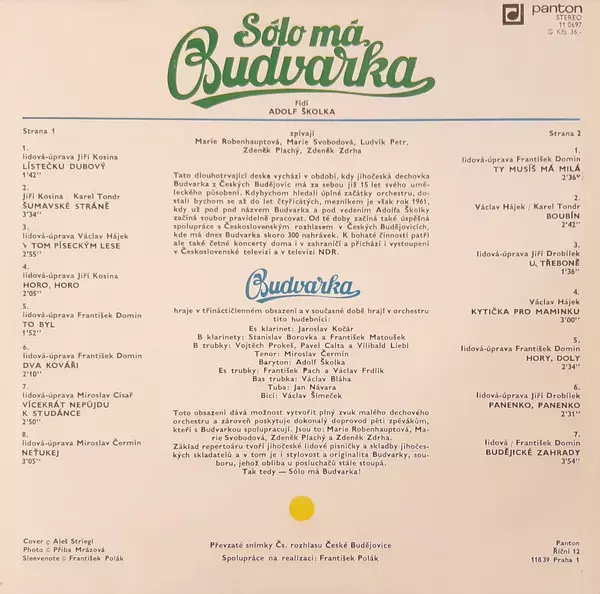 Sólo má
Budvarka
řídí
ADOLF ŠKOLKA
panton
STEREO
11 0697
G Kčs 36,-
zpívají
Marie Robenhauptová, Marie Svobodová, Ludvík Petr,
Zdeněk Plachý, Zdeněk Zdrha
Strana 1
1.
lidová-úprava Jiří Kosina
LÍSTEČKU DUBOVÝ
1'42''
2.
Jiří Kosina - Karel Tondr
ŠUMAVSKÉ STRÁNĚ
3'34''
3.
lidová-úprava Václav Hájek
V TOM PÍSECKÝM LESE
2'55''
4.
lidová-úprava Jiří Kosina
HORO, HORO
2'05''
5.
lidová-úprava František Domin
TO BYL
1'52''
6.
lidová-úprava František Domin
DVA KOVÁŘI
2'10''
7.
lidová-úprava Miroslav Císař
VÍCEKRÁT NEPŮJDU
K STUDÁNCE
2'50''
8.
lidová-úprava Miroslav Čermín
NEŤUKEJ
3'05''
Tato dlouhotrvající deska vychází v období, kdy jihočeská dechovka
Budvarka z Českých Budějovic má za sebou již 15 let svého uměl-
leckého působení. Kdybychom hledali úplné začátky orchestru, do-
stali bychom se až do let čtyřicátých, mezníkem je však rok 1961,
kdy už pod pod názvem Budvarka a pod vedením Adolfa Školky
začíná soubor pravidelně pracovat. Od té doby začíná také úspěšná
spolupráce s Československým rozhlasem v Českých Budějovicích,
kde má dnes Budvarka skoro 300 nahrávek. K bohaté činnosti patří
ale také četné koncerty doma i v zahraničí a přichází i vystoupení
v Československé televizi a v televizi NDR.
Budvarka
hraje v třináctičlenném obsazení a v současné době hrají v orchestru
tito hudebníci:
Es klarinet: Jaroslav Kočár
B klarinety: Stanislav Borovka a František Matoušek
B trubky: Vojtěch Prokeš, Pavel Calta a Vilibald Liebl
Tenor: Miroslav Čermín
Baryton: Adolf Školka
Es trubky: František Pach a Václav Frdlík
Bas trubka: Václav Bláha
Tuba: Jan Návara
Bicí: Václav Šimeček
Toto obsazení dává možnost vytvořit plný zvuk malého dechového
orchestru a zároveň poskytuje dokonalý doprovod pěti zpěvákům,
kteří s Budvarkou spolupracují. Jsou to: Marie Robenhauptová, Ma-
rie Svobodová, Zdeněk Plachý a Zdeněk Zdrha.
Základ repertoáru tvoří jihočeské lidové písničky a skladby jihočes-
kých skladatelů a v tom je i stylovost a originalita Budvarky, sou-
boru, jehož obliba u posluchačů stále stoupá.
Tak tedy — Sólo má Budvarka!
Strana 2
1.
lidová-úprava František Domin
TY MUSÍŠ MÁ MILÁ
2'36''
2.
Václav Hájek / Karel Tondr
BOUBÍN
2'42''
3.
lidová-úprava Jiří Drobílek
U, TŘEBONĚ
1'36''
4.
Václav Hájek
KYTIČKA PRO MAMINKU
3'00''
5.
lidová-úprava František Domin
HORY, DOLY
2'34''
6.
lidová-úprava Jiří Drobílek
PANENKO, PANENKO
2'31''
7.
lidová / František Domin
BUDĚJICKÉ ZAHRADY
3'54''
Cover © Aleš Striegl
Photo © Přiba Mrázová
Sleevenote © František Polák
Převzaté snímky Čs. rozhlasu České Budějovice
Spolupráce na realizaci: František Polák
Panton
Říční 12
118 39 Praha 1